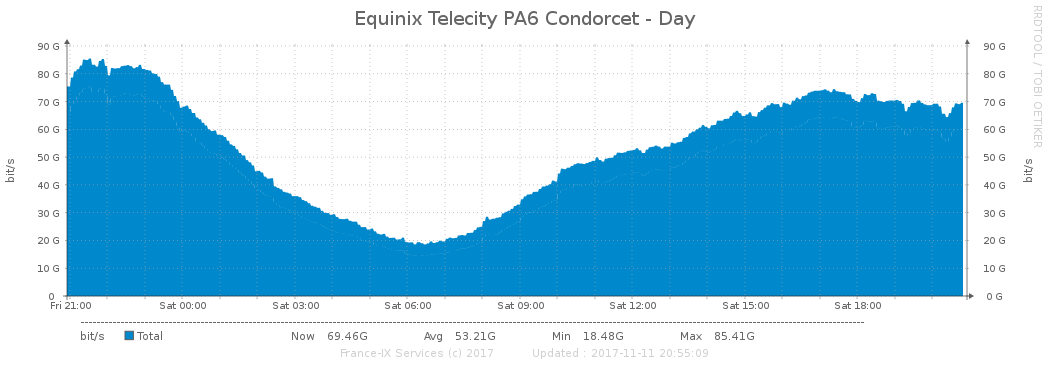 Equinix Telecity PA6 Condorcet - Day
RRDTOOL / TOBI OETIKER
90 G 90 G
80 G 80 G
70 G 70 G
60 G 60 G
50 G 50 G
40 G 40 G
30 G 30 G
20 G 20 G
10 G 10 G
0 0 G
bit/s
bit/s
Fri 21:00 Sat 00:00 Sat 03:00 Sat 06:00 Sat 09:00 Sat 12:00 Sat 15:00 Sat 18:00
bit/s Total Now 69.46G Avg 53.21G Min 18.48G Max 85.41G
France-IX Services (c) 2017 Updated : 2017-11-11 20:55:09